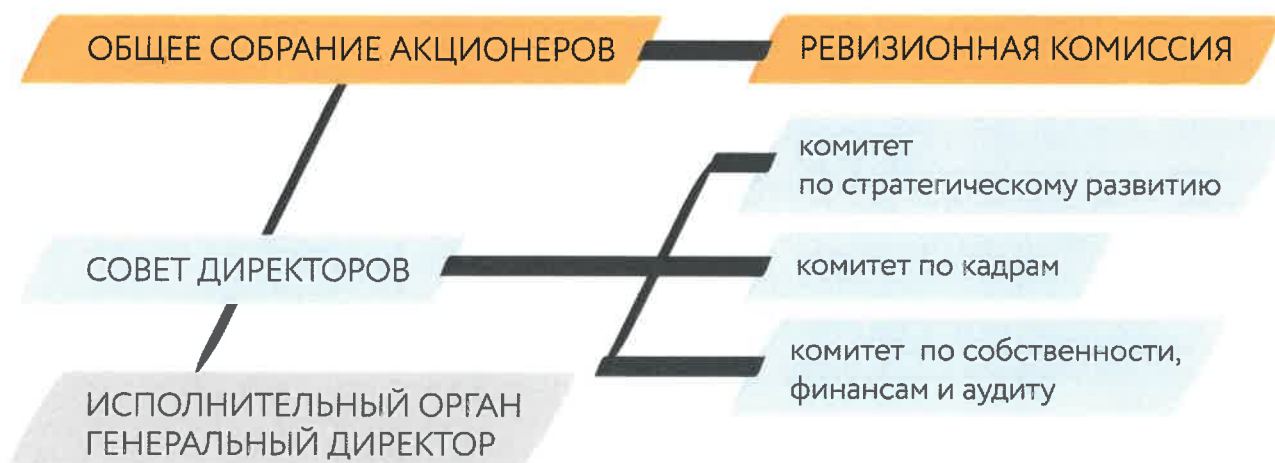 ОБЩЕЕ СОБРАНИЕ АКЦИОНЕРОВ
РЕВИЗИОННАЯ КОМИССИЯ
комитет
по стратегическому развитию
СОВЕТ ДИРЕКТОРОВ
комитет по кадрам
комитет по собственности,
финансам и аудиту
ИСПОЛНИТЕЛЬНЫЙ ОРГАН
ГЕНЕРАЛЬНЫЙ ДИРЕКТОР